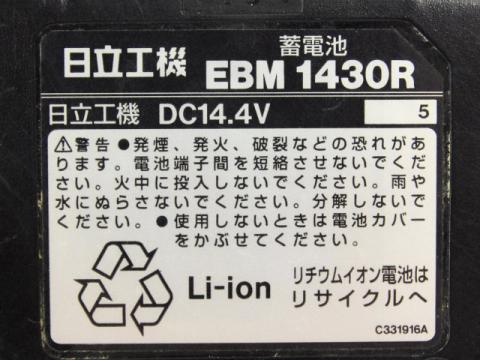 日立工機 蓄電池 EBM 1430R
日立工機 DC14.4V 5
⚠警告 ●発煙、発火、破裂などの恐れがあ
ります。電池端子間を短絡させないでくだ
さい。火中に投入しないでください。雨や
水にぬらさないでください。分解しないで
ください。●使用しないときは電池カバー
をかぶせてください。
Li-ion
リチウムイオン電池は
リサイクルへ
C331916A